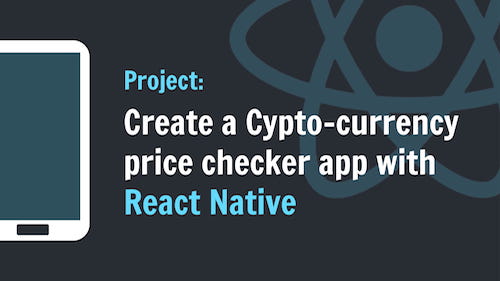 Project:
Create a Cypto-currency
price checker app with
React Native